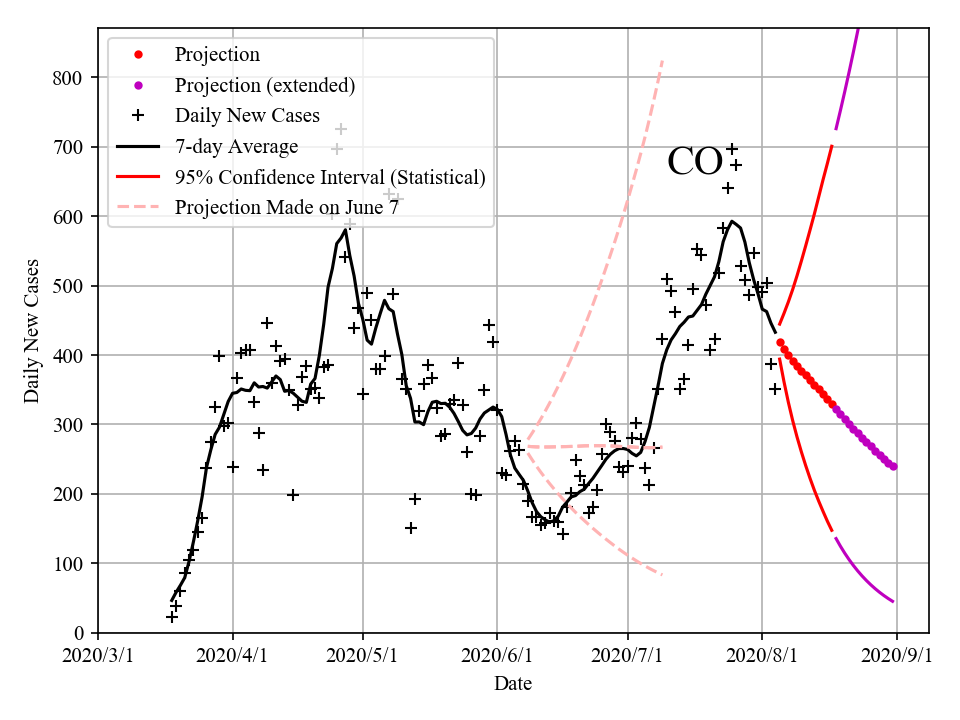 Projection
Projection (extended)
Daily New Cases
7-day Average
95% Confidence Interval (Statistical)
Projection Made on June 7
CO
Daily New Cases
800
700
600
500
400
300
200
100
0
2020/3/1 2020/4/1 2020/5/1 2020/6/1 2020/7/1 2020/8/1 2020/9/1
Date